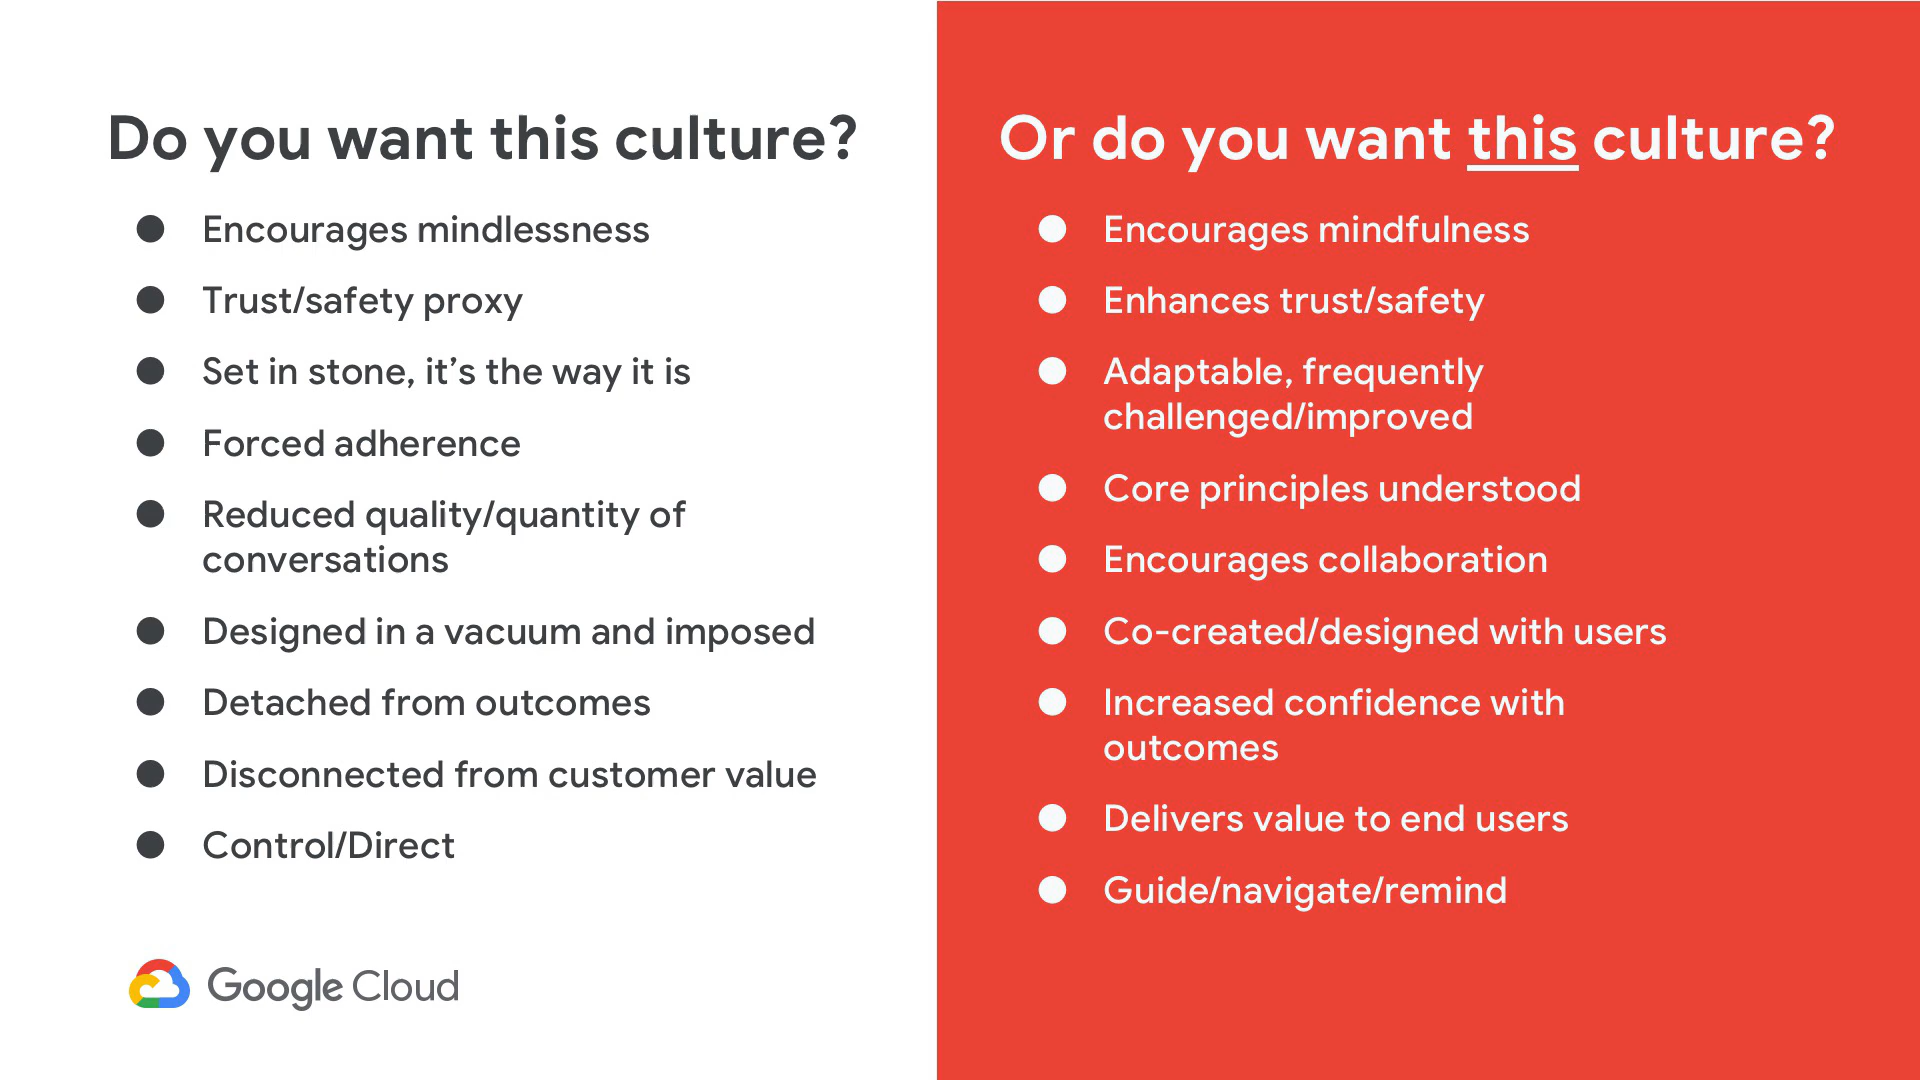 Do you want this culture?
● Encourages mindlessness
● Trust/safety proxy
● Set in stone, it’s the way it is
● Forced adherence
● Reduced quality/quantity of
conversations
● Designed in a vacuum and imposed
● Detached from outcomes
● Disconnected from customer value
● Control/Direct
Google Cloud
Or do you want this culture?
● Encourages mindfulness
● Enhances trust/safety
● Adaptable, frequently
challenged/improved
● Core principles understood
● Encourages collaboration
● Co-created/designed with users
● Increased confidence with
outcomes
● Delivers value to end users
● Guide/navigate/remind